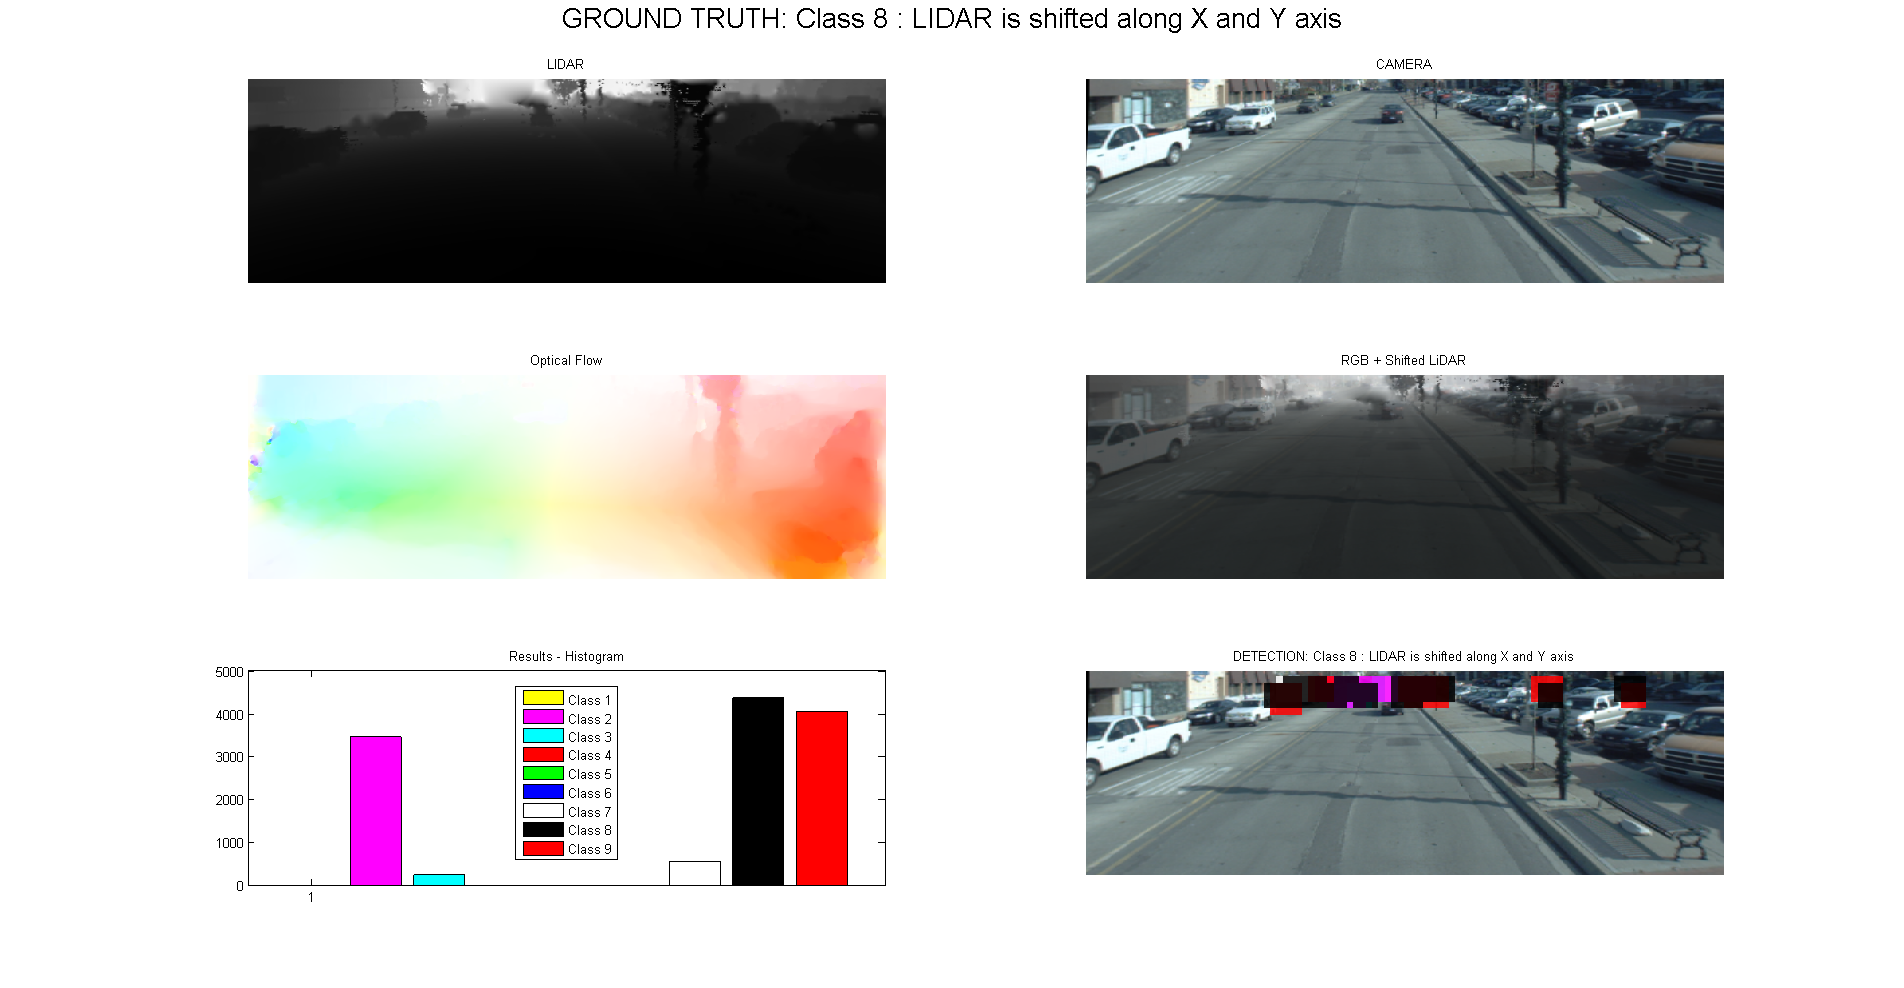 GROUND TRUTH: Class 8 : LIDAR is shifted along X and Y axis
LIDAR
CAMERA
Optical Flow
RGB + Shifted LiDAR
Results - Histogram
5000
4000
3000
2000
1000
0
1
Class 1
Class 2
Class 3
Class 4
Class 5
Class 6
Class 7
Class 8
Class 9
DETECTION: Class 8 : LIDAR is shifted along X and Y axis